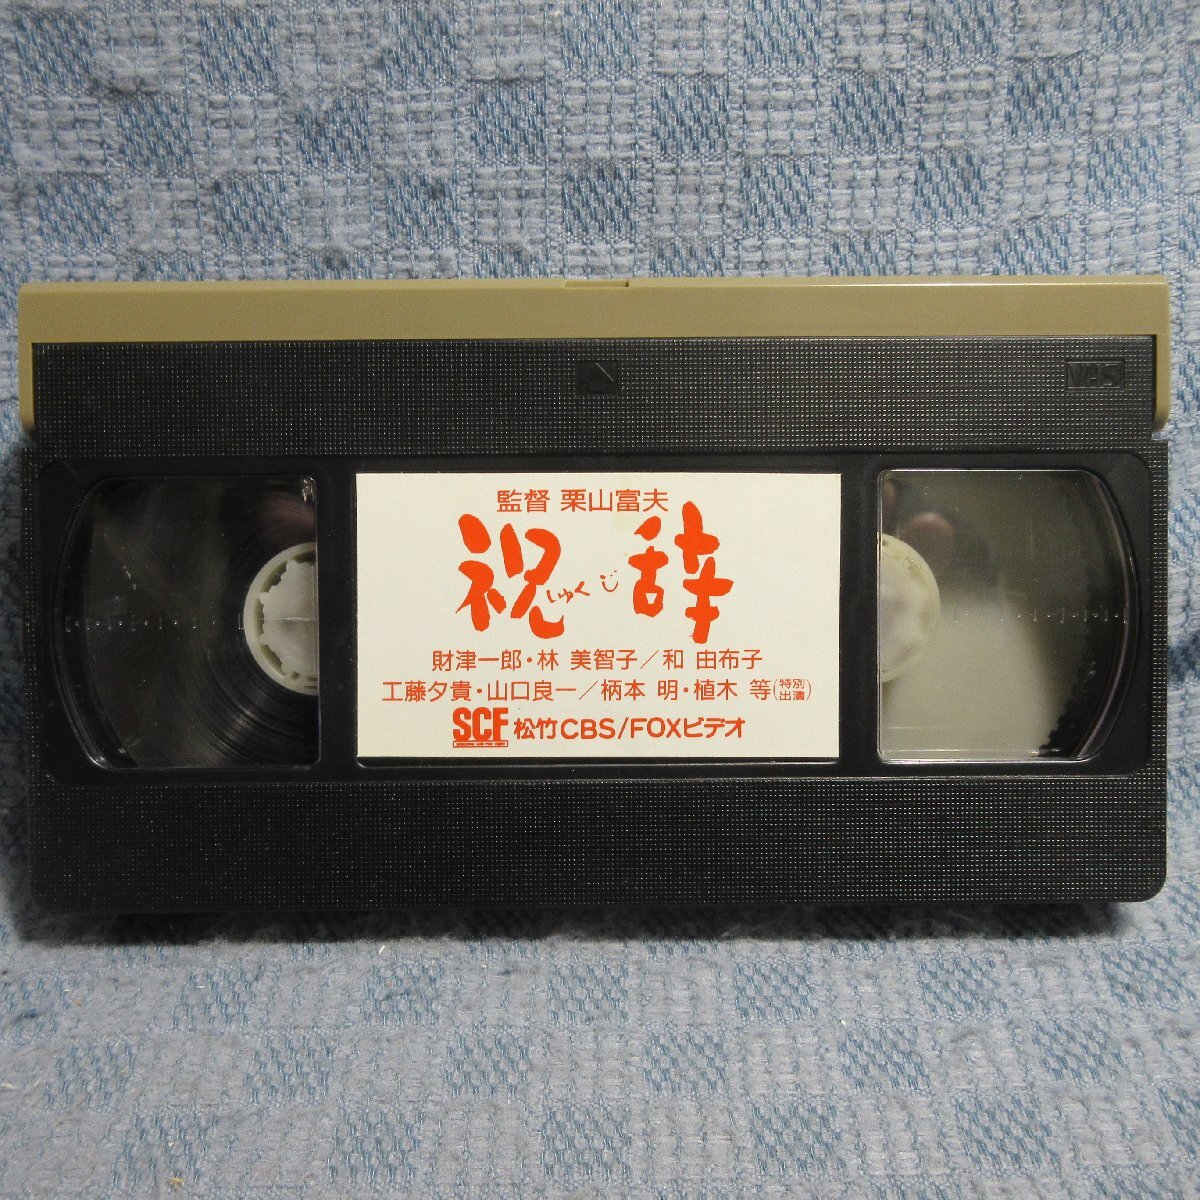 VHS
監督 栗山富夫
祝辞
しゅくじ
財津一郎・林 美智子／和 由布子
工藤夕貴・山口良一／柄本 明・植木 等(特別出演)
SCF 松竹CBS/FOXビデオ